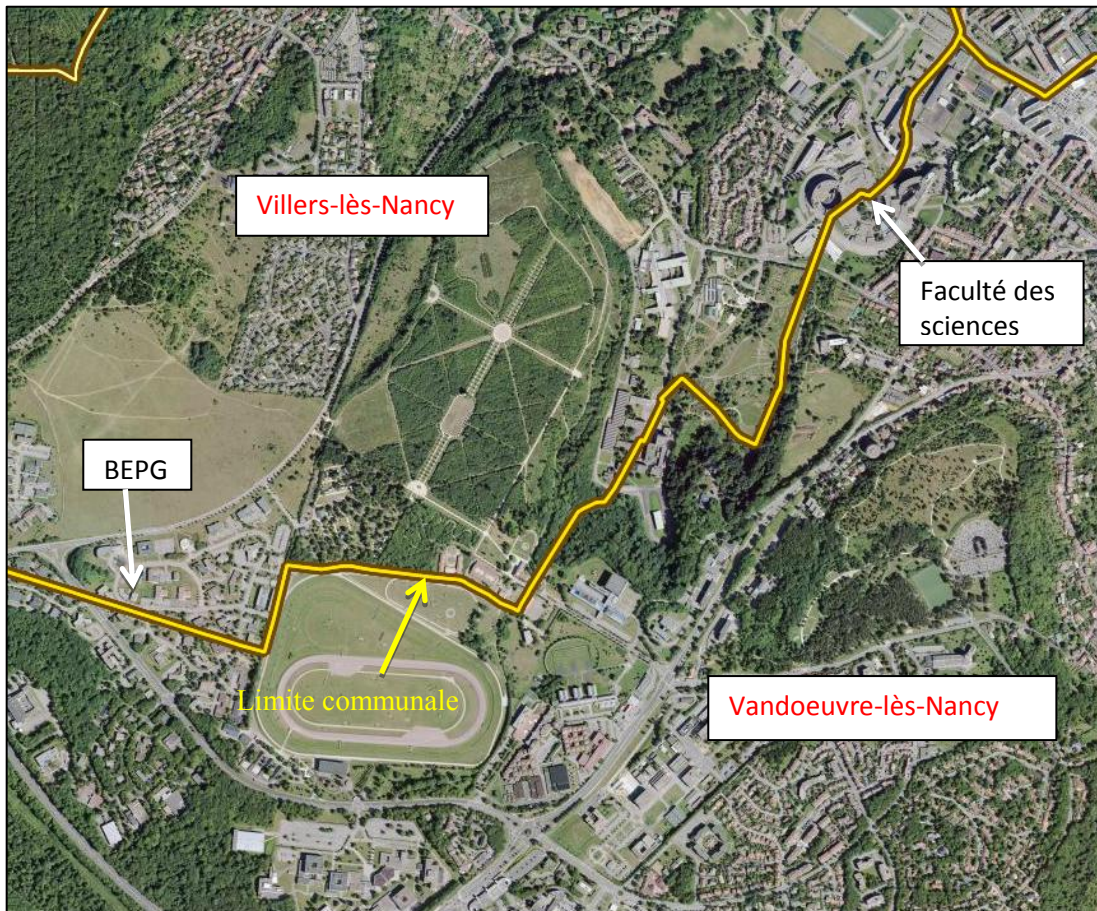 Villers-lès-Nancy
Faculté des
sciences
BEPG
Limite communale
Vandoeuvre-lès-Nancy